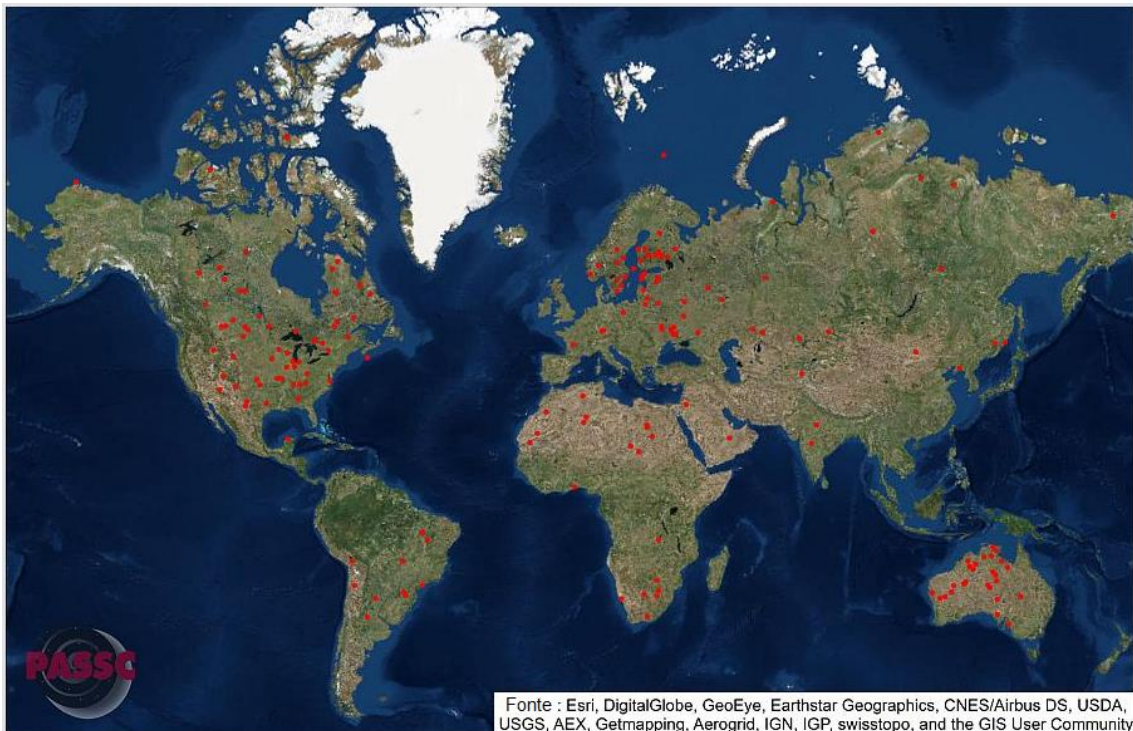 PASSC
Fonte : Esri, DigitalGlobe, GeoEye, Earthstar Geographics, CNES/Airbus DS, USDA,
USGS, AEX, Getmapping, Aerogrid, IGN, IGP, swisstopo, and the GIS User Community